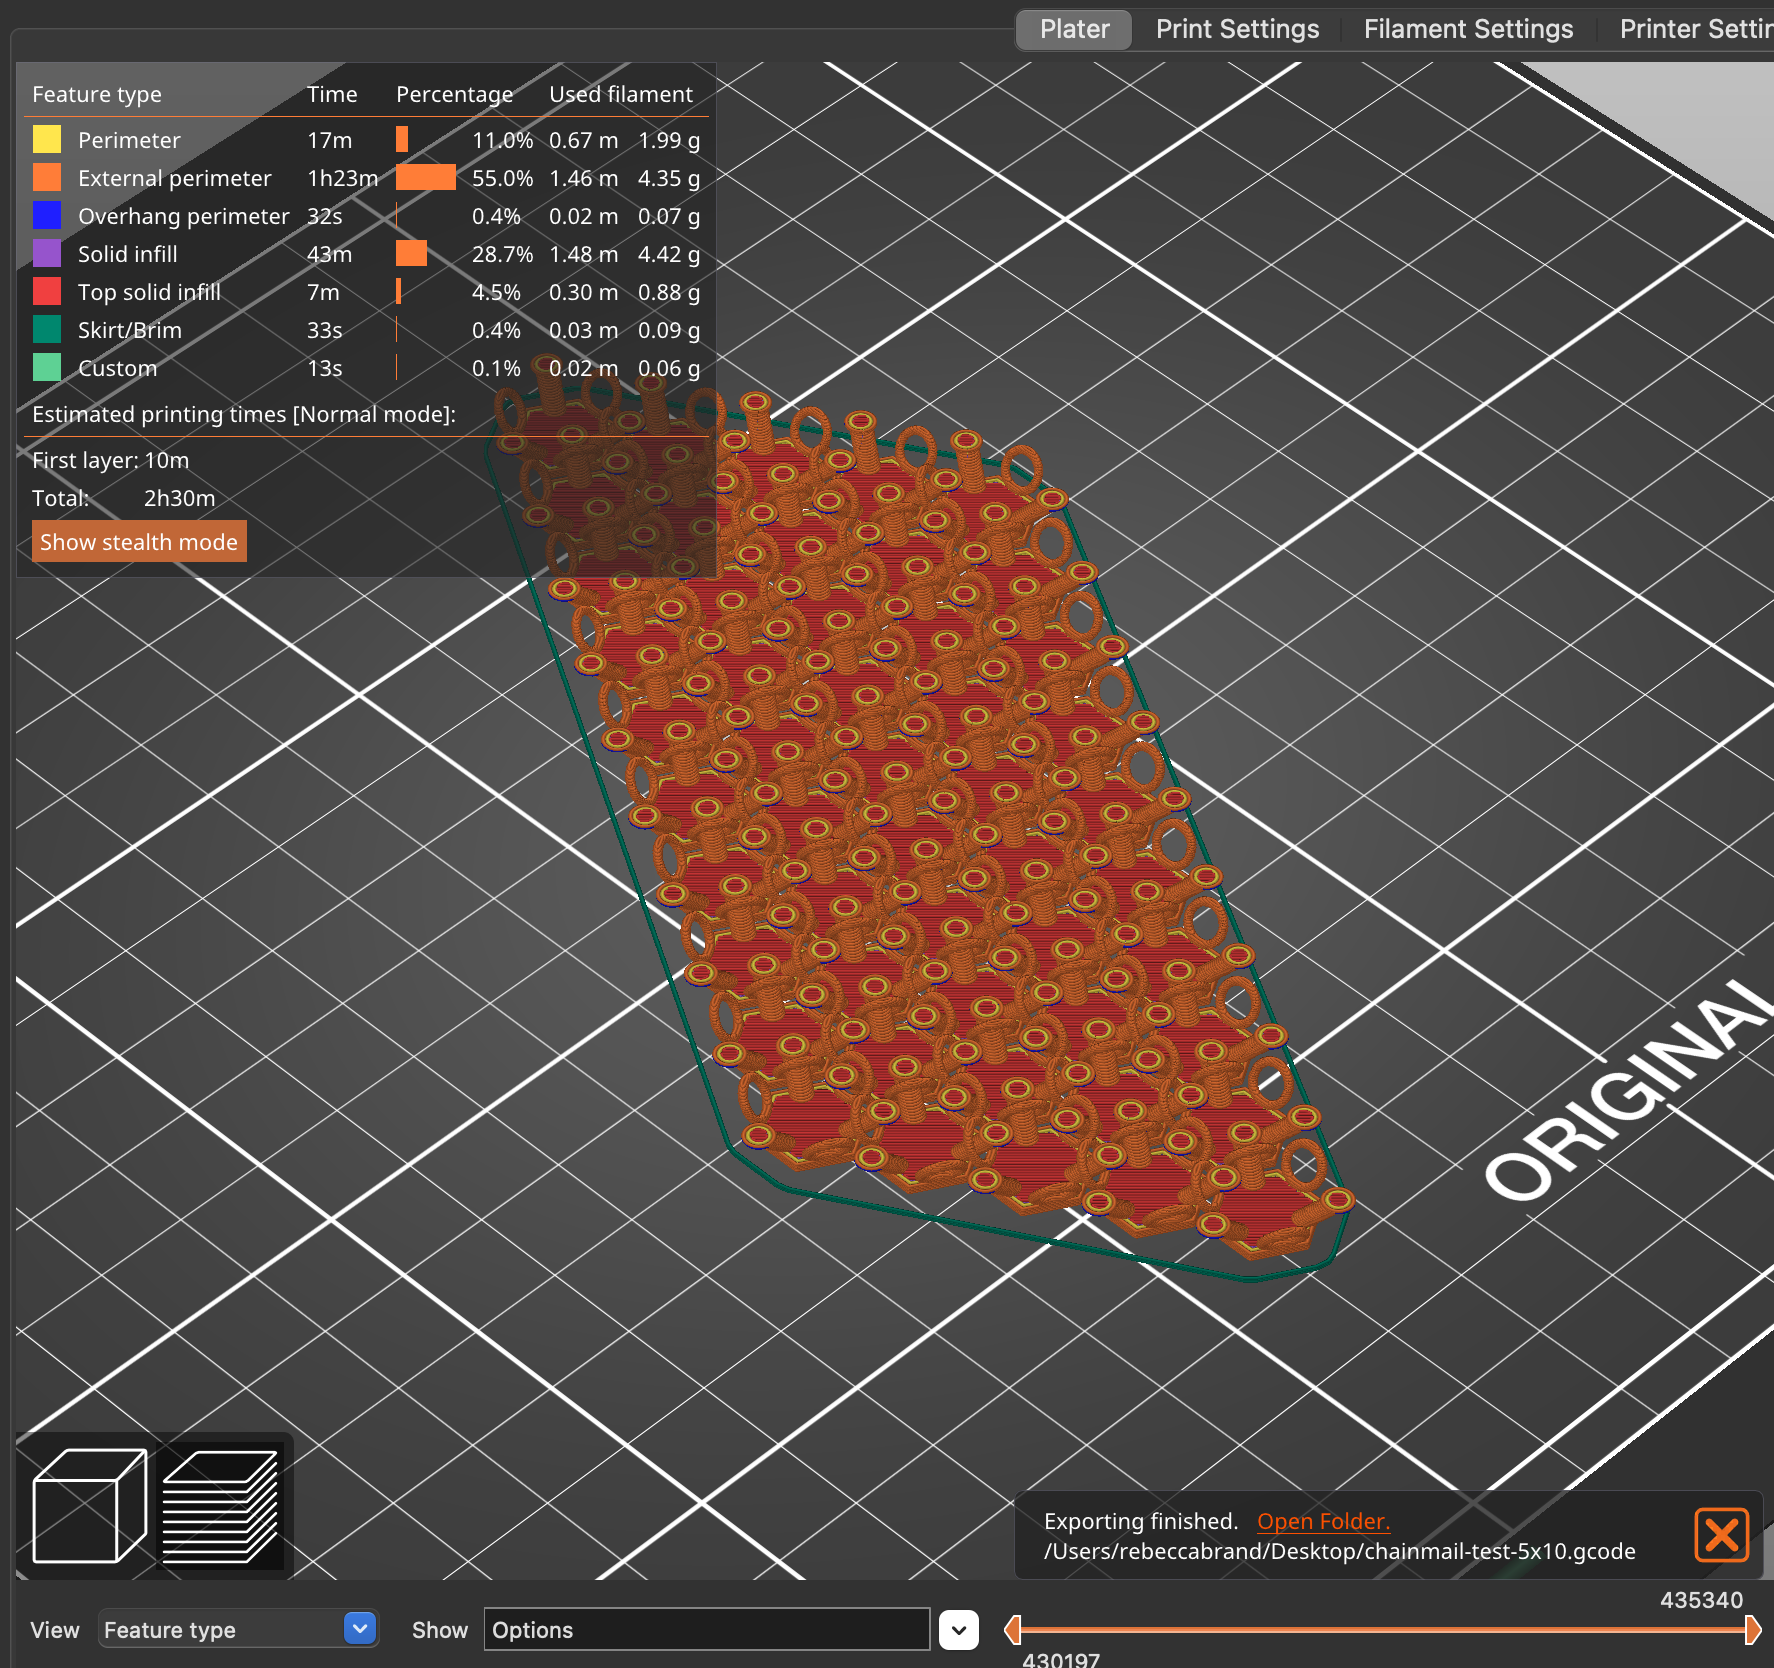 Plater Print Settings Filament Settings Printer Settin
Feature type Time Percentage Used filament
Perimeter 17m 11.0% 0.67 m 1.99 g
External perimeter 1h23m 55.0% 1.46 m 4.35 g
Overhang perimeter 32s 0.4% 0.02 m 0.07 g
Solid infill 43m 28.7% 1.48 m 4.42 g
Top solid infill 7m 4.5% 0.30 m 0.88 g
Skirt/Brim 33s 0.4% 0.03 m 0.09 g
Custom 13s 0.1% 0.02 m 0.06 g
Estimated printing times [Normal mode]:
First layer: 10m
Total: 2h30m
Show stealth mode
ORIGINAL
Exporting finished. Open Folder.
/Users/rebeccabrand/Desktop/chainmail-test-5x10.gcode
435340
View Feature type Show Options
430197